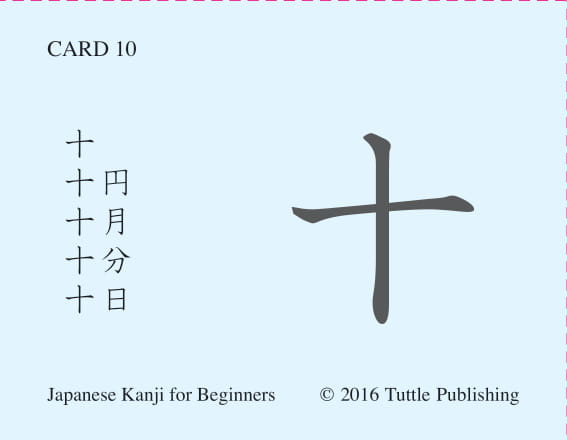 CARD 10
十
十円
十月
十分
十日
十
Japanese Kanji for Beginners
© 2016 Tuttle Publishing